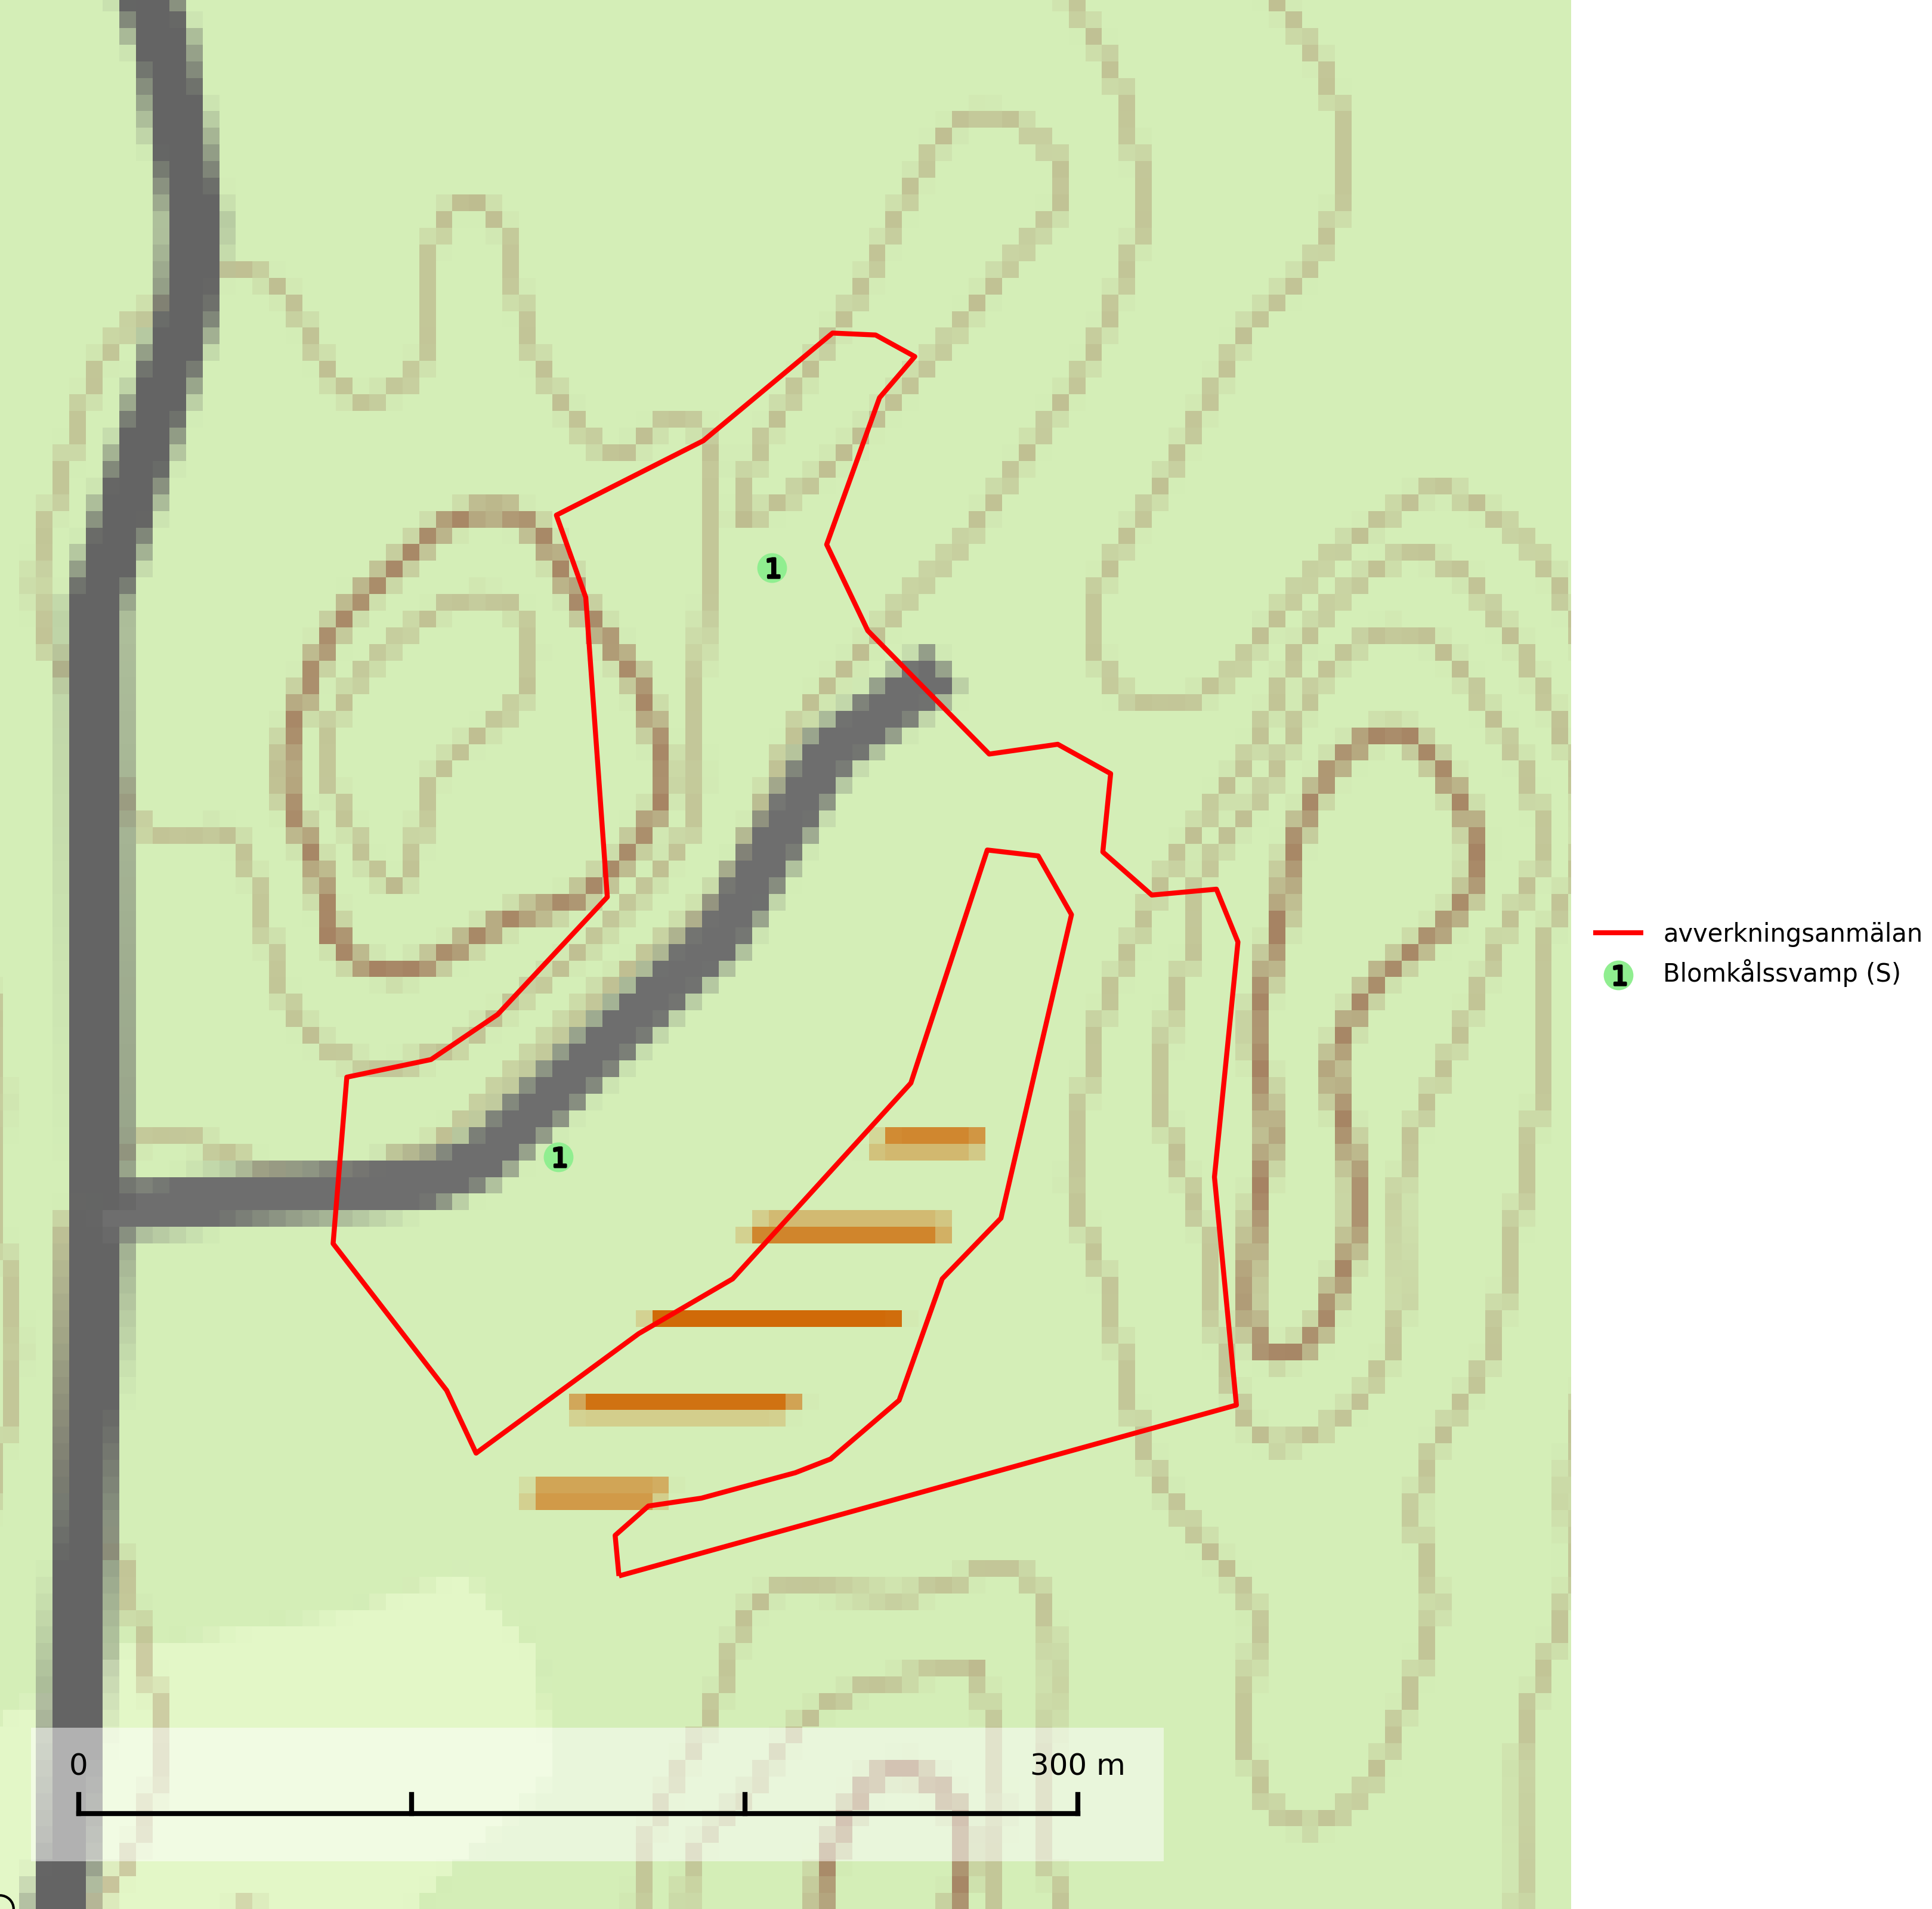 1
1
avverkningsanmälan
1 Blomkålssvamp (S)
0 300 m